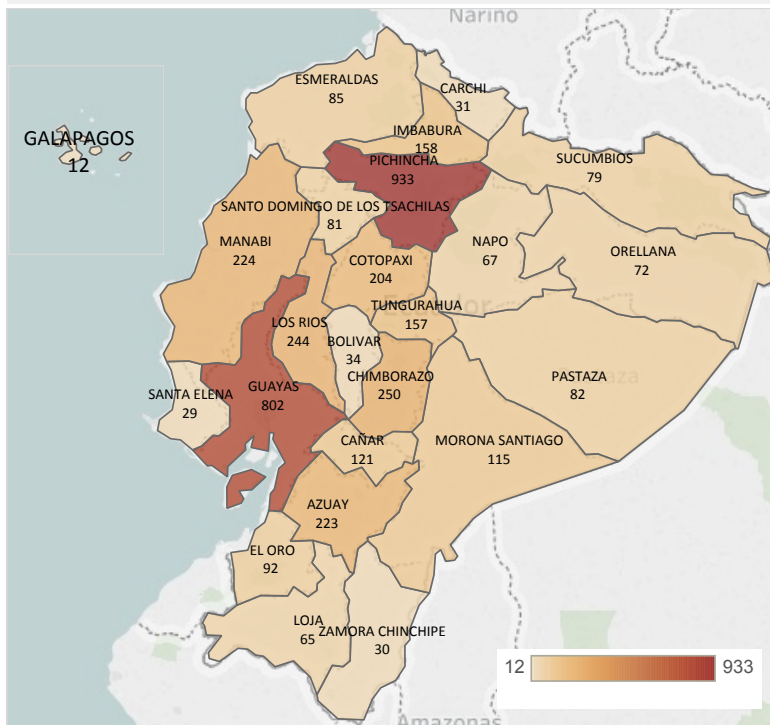 Narino
ESMERALDAS
85
CARCHI
31
IMBABURA
158
GALAPAGOS
12
PICHINCHA
933
SUCUMBIOS
79
SANTO DOMINGO DE LOS TSACHILAS
81
MANABI
224
COTOPAXI
204
NAPO
67
ORELLANA
72
TUNGURAHUA
157
Ecuador
LOS RIOS
244
BOLIVAR
34
CHIMBORAZO
250
PASTAZA
82
SANTA ELENA
29
GUAYAS
802
CAÑAR
121
MORONA SANTIAGO
115
AZUAY
223
EL ORO
92
LOJA
65
ZAMORA CHINCHIPE
30
12 933
Amazonas